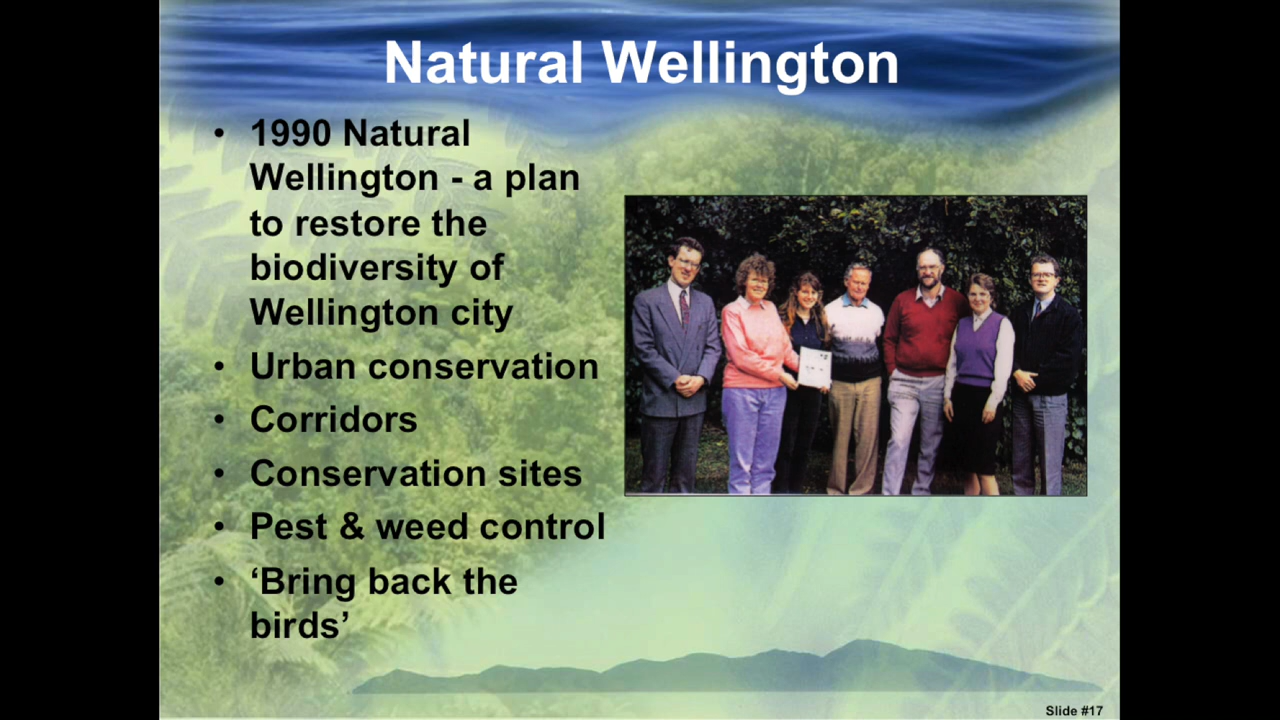 Natural Wellington
• 1990 Natural
Wellington - a plan
to restore the
biodiversity of
Wellington city
• Urban conservation
• Corridors
• Conservation sites
• Pest & weed control
• ‘Bring back the
birds’
Slide #17